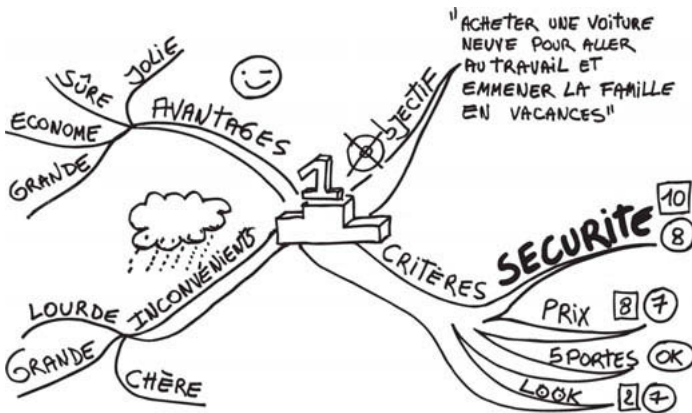 "ACHETER UNE VOITURE
NEUVE POUR ALLER
AU TRAVAIL ET
EMMENER LA FAMILLE
EN VACANCES"
OBJECTIF
JOLIE
SÛRE
ECONOME
GRANDE
AVANTAGES
1
INCONVÉNIENTS
LOURDE
GRANDE
CHÈRE
CRITÈRES
SECURITE 10 8
PRIX 8 7
5 PORTES OK
LOOK 2 7